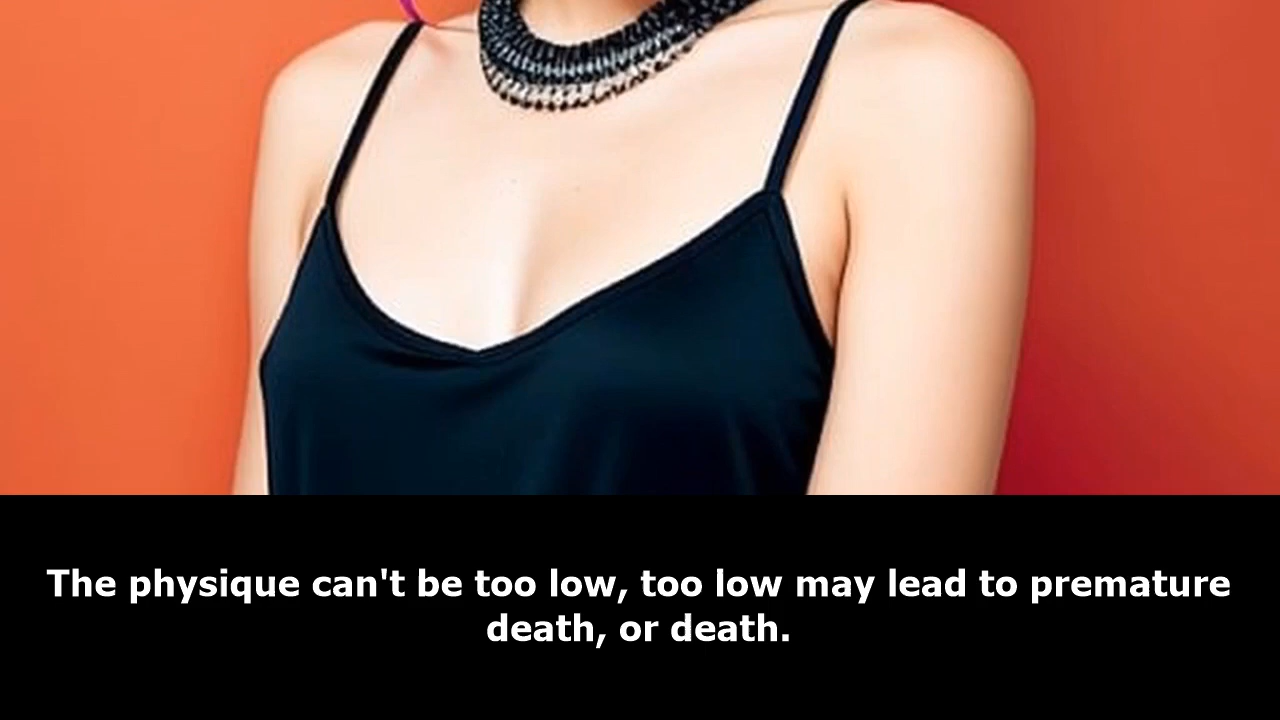 The physique can't be too low, too low may lead to premature
death, or death.